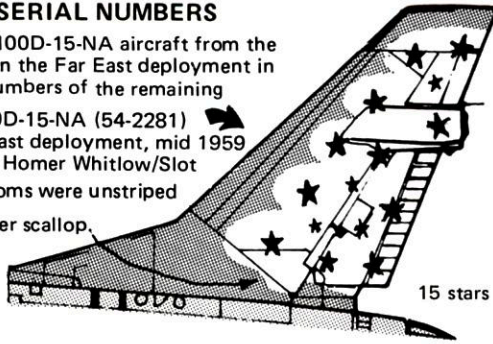 SERIAL NUMBERS
100D-15-NA aircraft from the
n the Far East deployment in
umbers of the remaining
0D-15-NA (54-2281)
ast deployment, mid 1959
Homer Whitlow/Slot
oms were unstriped
er scallop.
15 stars